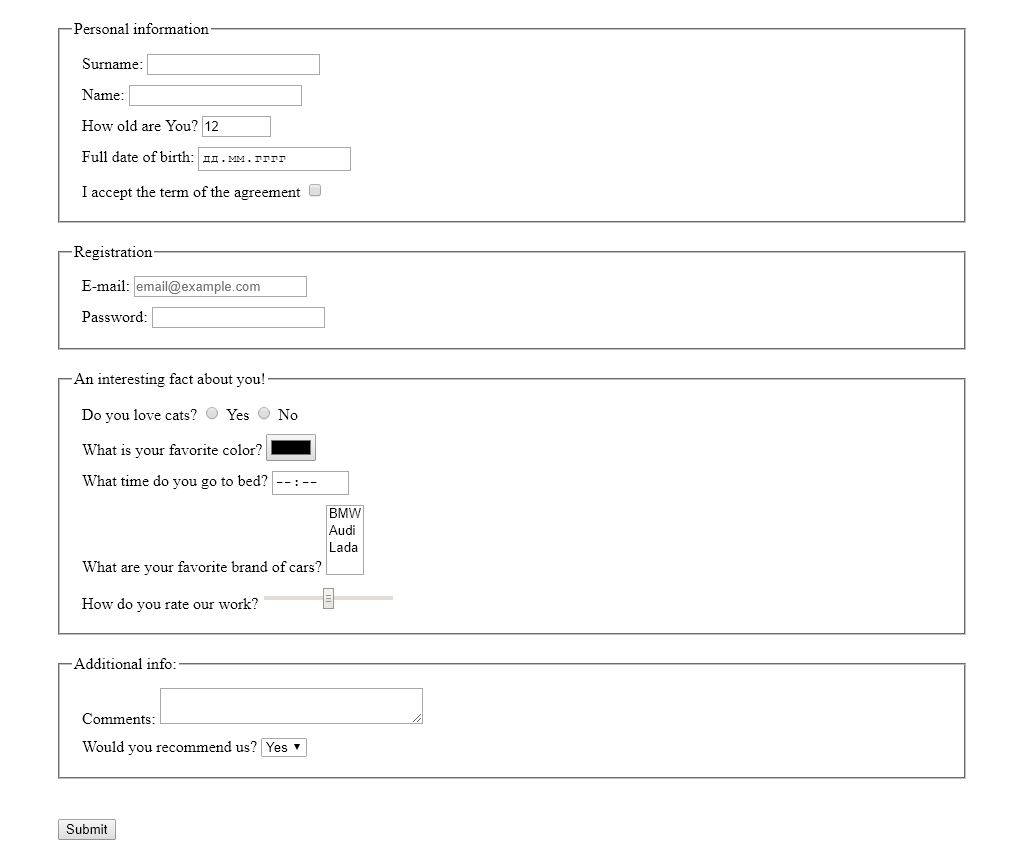 Personal information
Surname:
Name:
How old are You? 12
Full date of birth: дд.мм.гггг
I accept the term of the agreement
Registration
E-mail: email@example.com
Password:
An interesting fact about you!
Do you love cats? Yes No
What is your favorite color?
What time do you go to bed? --:--
BMW
Audi
Lada
What are your favorite brand of cars?
How do you rate our work?
Additional info:
Comments:
Would you recommend us? Yes
Submit